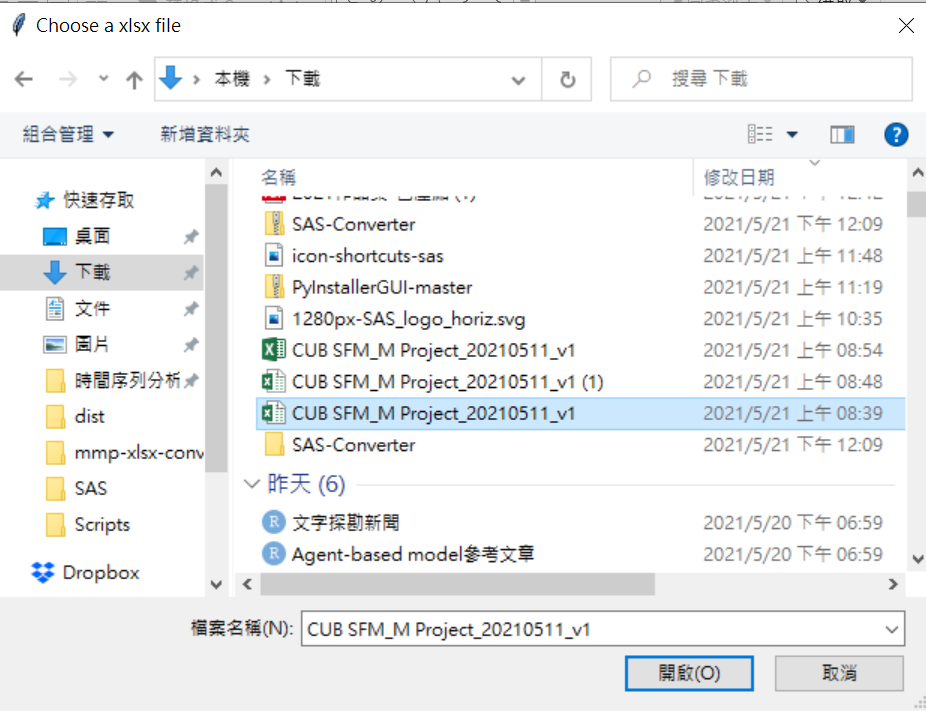 Choose a xlsx file
本機 下載
搜尋 下載
組合管理 新增資料夾
快速存取
桌面
下載
文件
圖片
時間序列分析
dist
mmp-xlsx-conv
SAS
Scripts
Dropbox
名稱 修改日期
SAS-Converter 2021/5/21 下午 12:09
icon-shortcuts-sas 2021/5/21 上午 11:48
PyInstallerGUI-master 2021/5/21 上午 11:19
1280px-SAS_logo_horiz.svg 2021/5/21 上午 10:35
CUB SFM_M Project_20210511_v1 2021/5/21 上午 08:54
CUB SFM_M Project_20210511_v1 (1) 2021/5/21 上午 08:48
CUB SFM_M Project_20210511_v1 2021/5/21 上午 08:39
SAS-Converter 2021/5/21 下午 12:09
昨天 (6)
文字探勘新聞 2021/5/20 下午 06:59
Agent-based model參考文章 2021/5/20 下午 06:59
檔案名稱(N): CUB SFM_M Project_20210511_v1
開啟(O) 取消